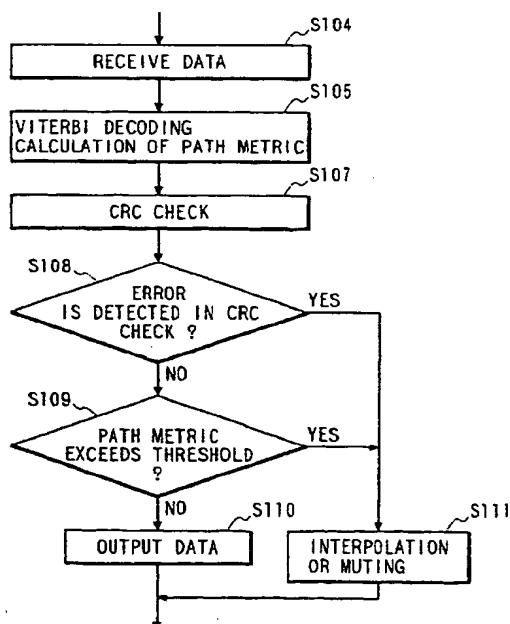 S104
RECEIVE DATA
S105
VITERBI DECODING
CALCULATION OF PATH METRIC
S107
CRC CHECK
S108
ERROR
IS DETECTED IN CRC
CHECK ?
YES
NO
S109
PATH METRIC
EXCEEDS THRESHOLD
?
YES
NO
S110
OUTPUT DATA
S111
INTERPOLATION
OR MUTING